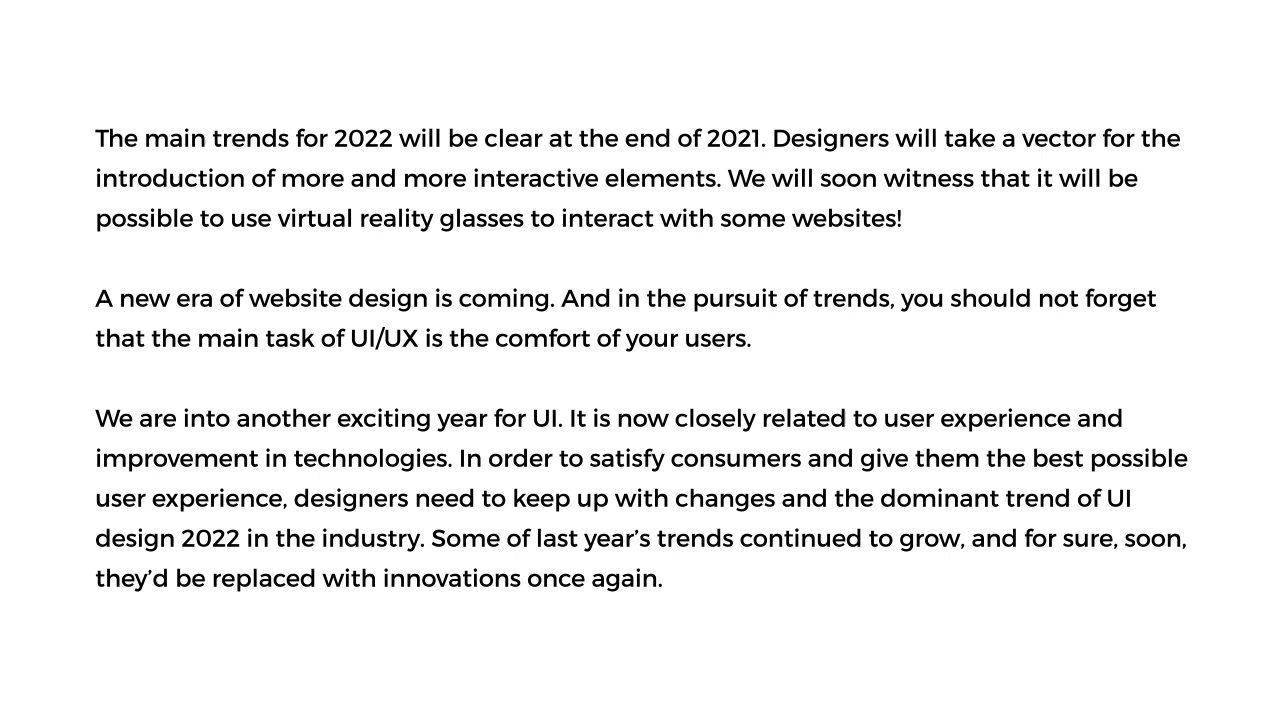 The main trends for 2022 will be clear at the end of 2021. Designers will take a vector for the
introduction of more and more interactive elements. We will soon witness that it will be
possible to use virtual reality glasses to interact with some websites!
A new era of website design is coming. And in the pursuit of trends, you should not forget
that the main task of UI/UX is the comfort of your users.
We are into another exciting year for UI. It is now closely related to user experience and
improvement in technologies. In order to satisfy consumers and give them the best possible
user experience, designers need to keep up with changes and the dominant trend of UI
design 2022 in the industry. Some of last year’s trends continued to grow, and for sure, soon,
they’d be replaced with innovations once again.